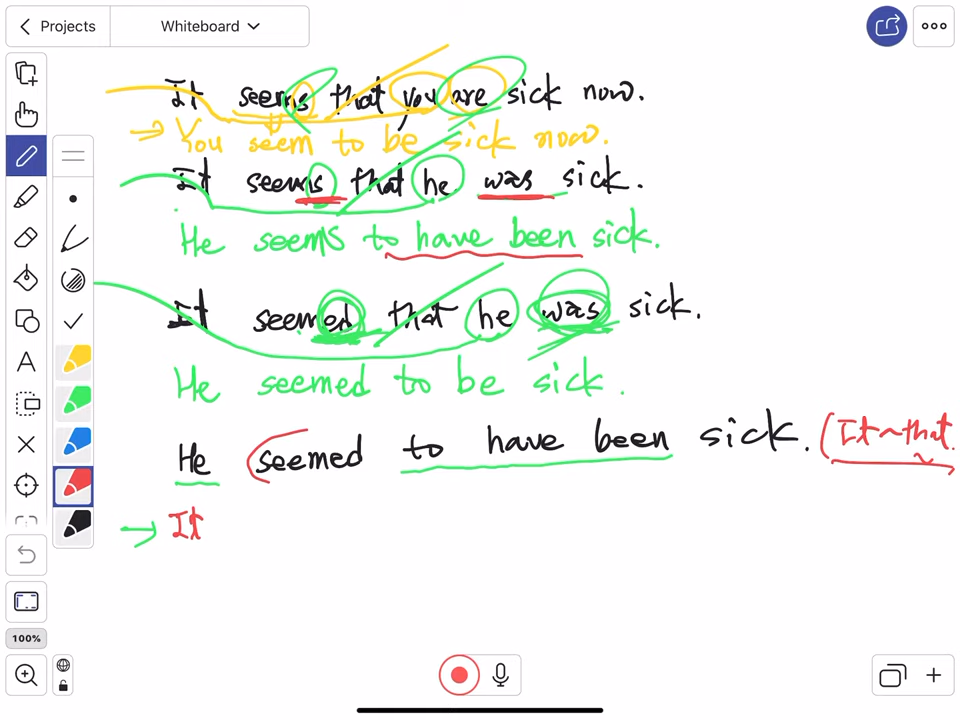 Projects
Whiteboard
It seems that you are sick now.
→ You seem to be sick now.
It seems that he was sick.
He seems to have been sick.
It seemed that he was sick.
He seemed to be sick.
He seemed to have been sick. (It~that
→ It
A
100%